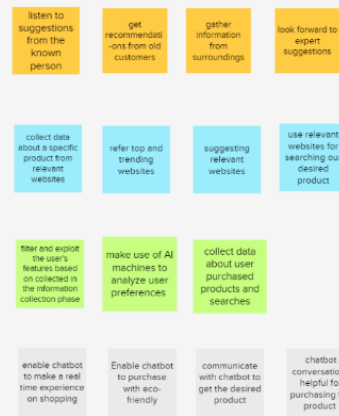 listen to
suggestions
from the
known
person
get
recommendati
-ons from old
customers
gather
information
from
surroundings
look forward to
expert
suggestions
collect data
about a specific
product from
relevant
websites
refer top and
trending
websites
suggesting
relevant
websites
use relevant
websites for
searching our
desired
product
filter and exploit
the user's
features based
on collected in
the information
collection phase
make use of AI
machines to
analyze user
preferences
collect data
about user
purchased
products and
searches
enable chatbot
to make a real
time experience
on shopping
Enable chatbot
to purchase
with eco-
friendly
communicate
with chatbot to
get the desired
product
chatbot
conversation
helpful fo
purchasing
product